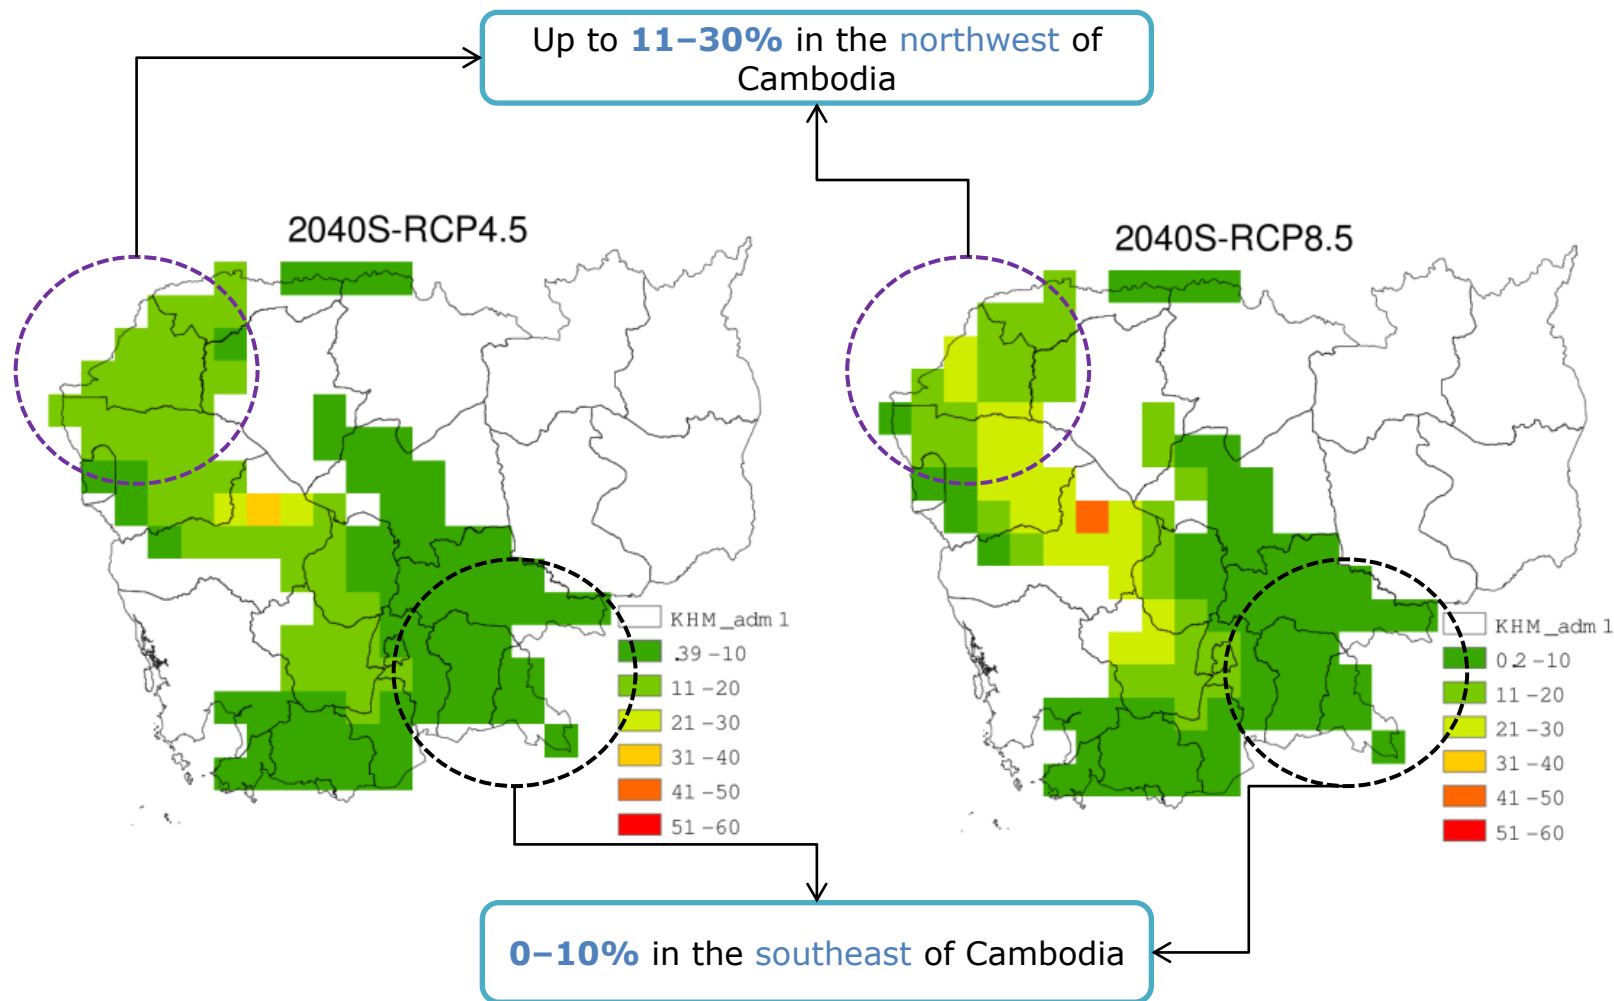 Up to 11–30% in the northwest of
Cambodia
2040S-RCP4.5
2040S-RCP8.5
KHM_adm1
.39 –10
11 –20
21 –30
31 –40
41 –50
51 –60
KHM_adm1
0.2 –10
11 –20
21 –30
31 –40
41 –50
51 –60
0–10% in the southeast of Cambodia